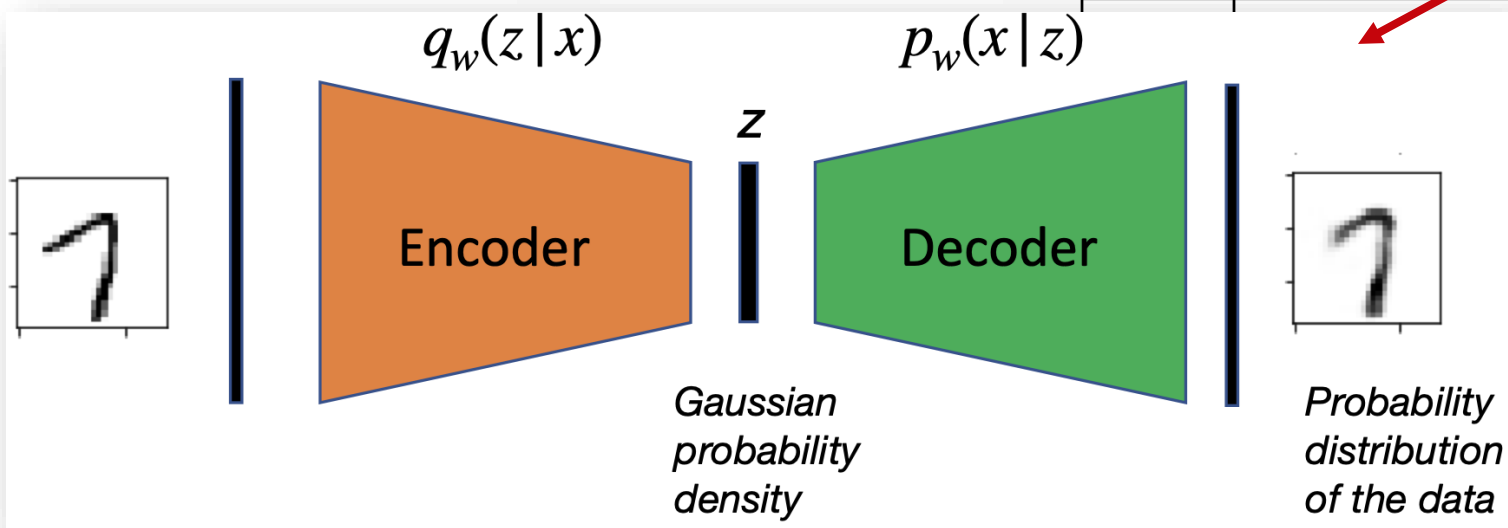 q_w(z|x)
p_w(x|z)
z
Encoder
Decoder
Gaussian
probability
density
Probability
distribution
of the data